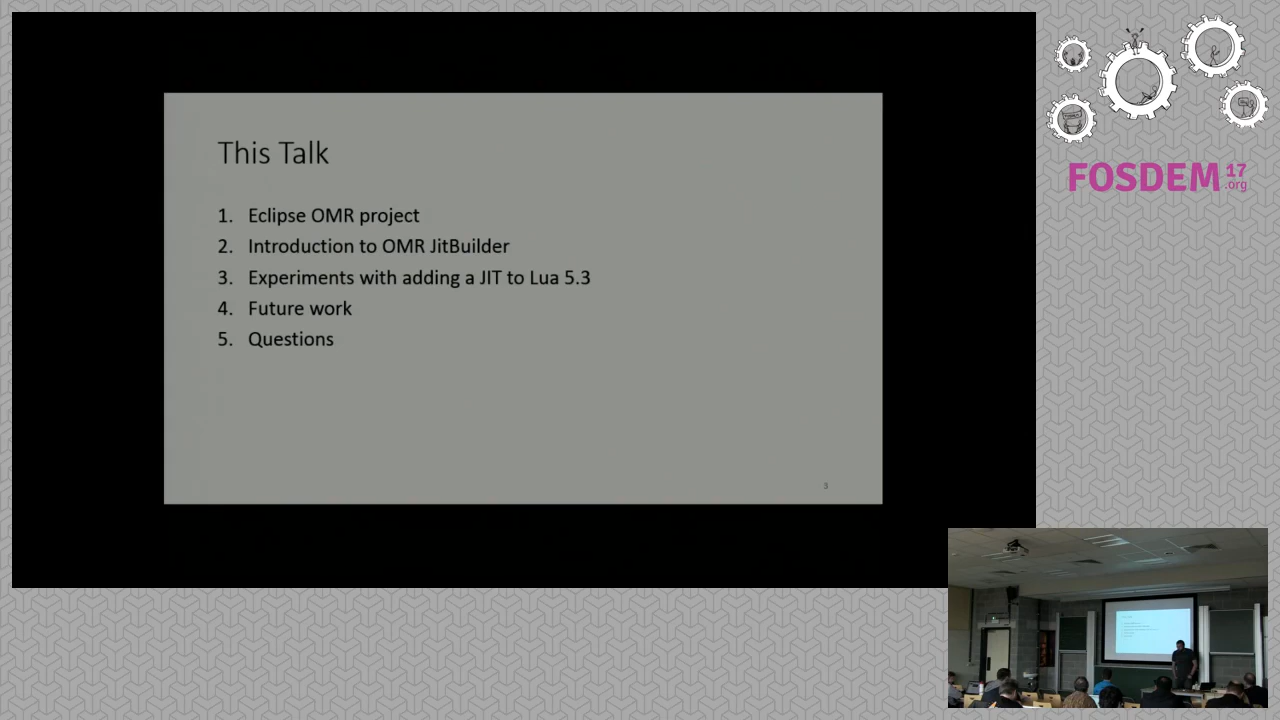 This Talk
1. Eclipse OMR project
2. Introduction to OMR JitBuilder
3. Experiments with adding a JIT to Lua 5.3
4. Future work
5. Questions
3
FOSDEM 17
.org